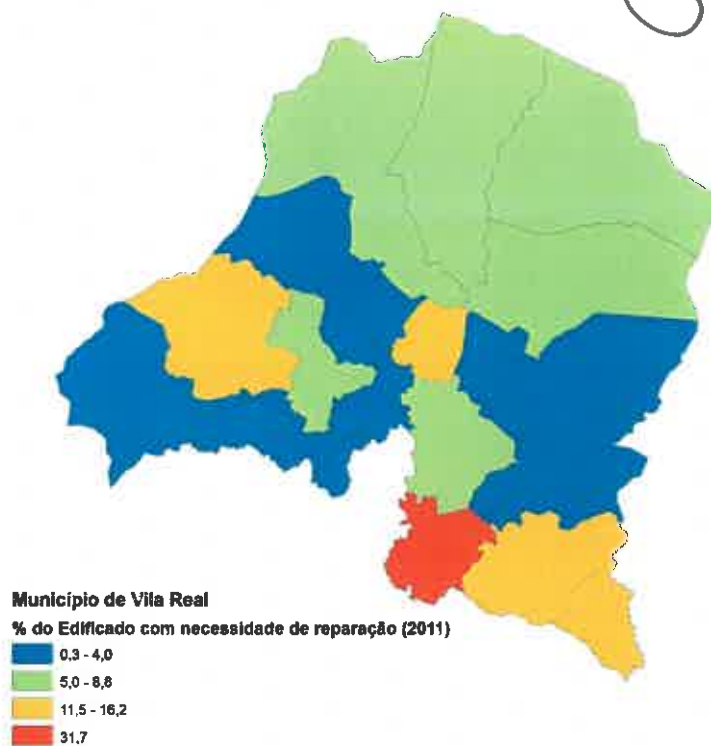 Município de Vila Real
% do Edificado com necessidade de reparação (2011)
0,3 - 4,0
5,0 - 8,8
11,5 - 16,2
31,7